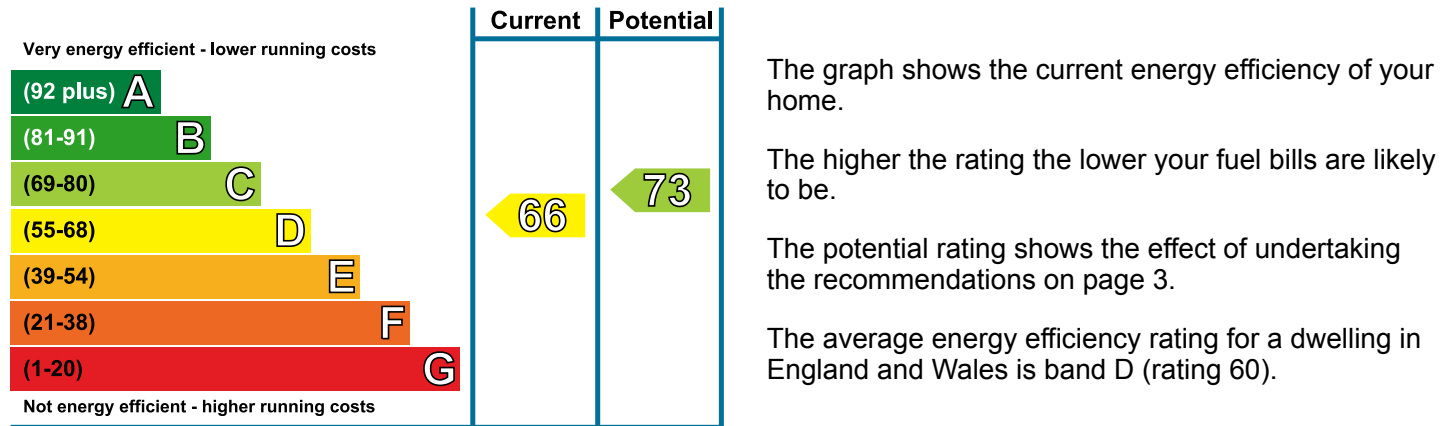 Current Potential
Very energy efficient - lower running costs
(92 plus) A
(81-91) B
(69-80) C
(55-68) D
(39-54) E
(21-38) F
(1-20) G
Not energy efficient - higher running costs
66
73
The graph shows the current energy efficiency of your
home.
The higher the rating the lower your fuel bills are likely
to be.
The potential rating shows the effect of undertaking
the recommendations on page 3.
The average energy efficiency rating for a dwelling in
England and Wales is band D (rating 60).